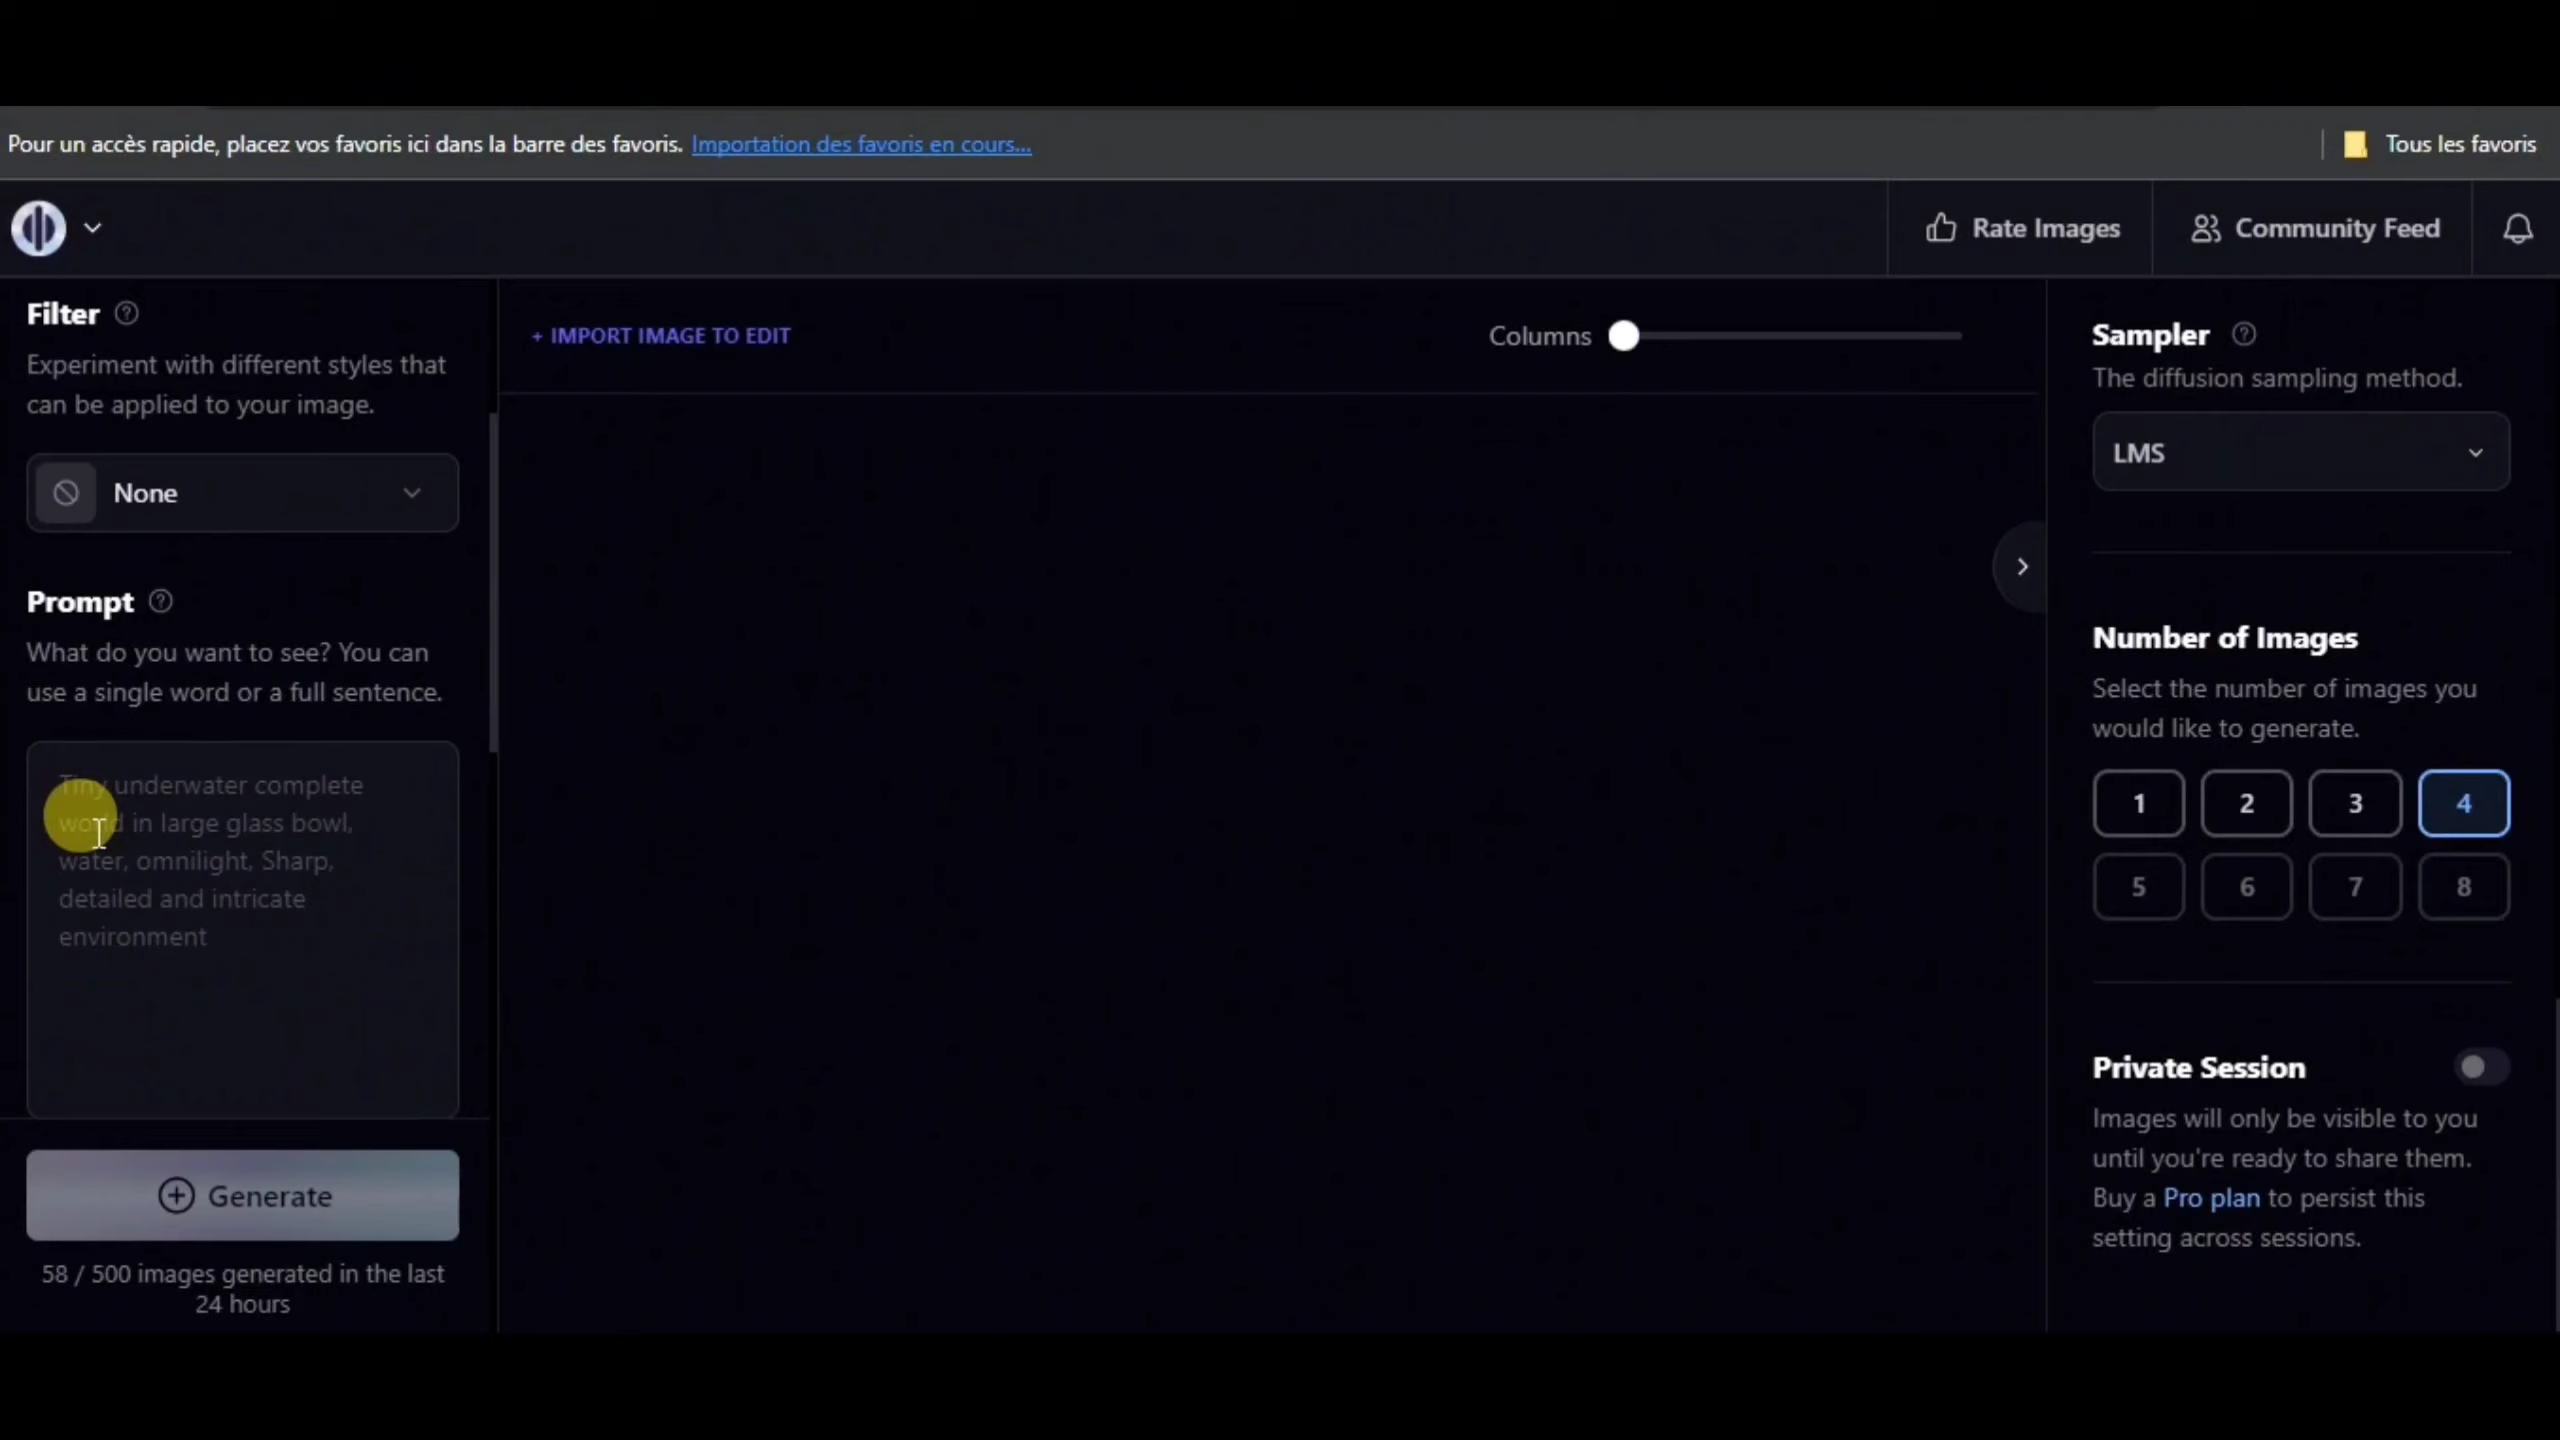 Pour un accès rapide, placez vos favoris ici dans la barre des favoris. Importation des favoris en cours...
Tous les favoris
Rate Images
Community Feed
Filter
Experiment with different styles that
can be applied to your image.
None
Prompt
What do you want to see? You can
use a single word or a full sentence.
Tiny underwater complete
world in large glass bowl,
water, omnilight, Sharp,
detailed and intricate
environment
Generate
58 / 500 images generated in the last
24 hours
+ IMPORT IMAGE TO EDIT
Columns
Sampler
The diffusion sampling method.
LMS
Number of Images
Select the number of images you
would like to generate.
1 2 3 4
5 6 7 8
Private Session
Images will only be visible to you
until you're ready to share them.
Buy a Pro plan to persist this
setting across sessions.